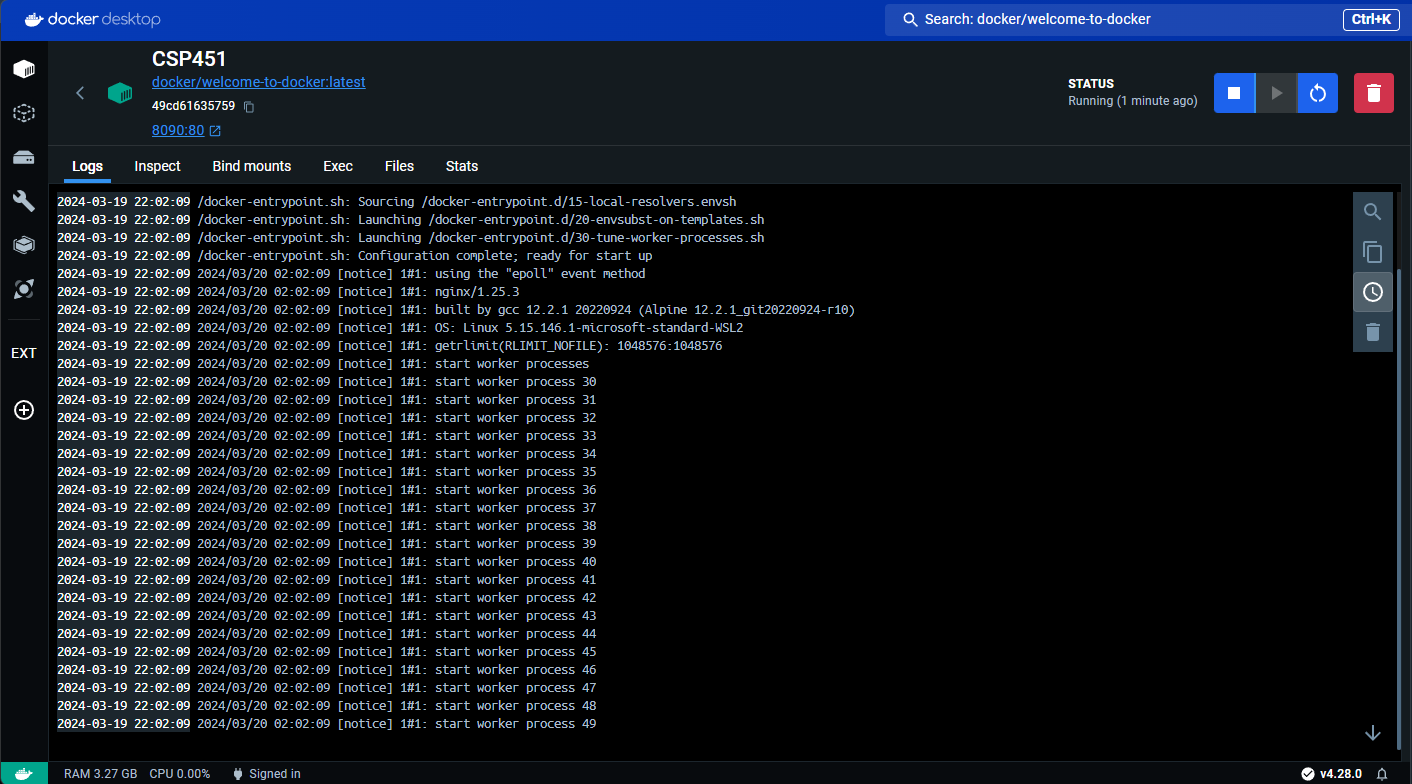 docker desktop
Search: docker/welcome-to-docker
Ctrl+K
CSP451
docker/welcome-to-docker:latest
49cd61635759
8090:80
STATUS
Running (1 minute ago)
Logs Inspect Bind mounts Exec Files Stats
2024-03-19 22:02:09 /docker-entrypoint.sh: Sourcing /docker-entrypoint.d/15-local-resolvers.envsh
2024-03-19 22:02:09 /docker-entrypoint.sh: Launching /docker-entrypoint.d/20-envsubst-on-templates.sh
2024-03-19 22:02:09 /docker-entrypoint.sh: Launching /docker-entrypoint.d/30-tune-worker-processes.sh
2024-03-19 22:02:09 /docker-entrypoint.sh: Configuration complete; ready for start up
2024-03-19 22:02:09 2024/03/20 02:02:09 [notice] 1#1: using the "epoll" event method
2024-03-19 22:02:09 2024/03/20 02:02:09 [notice] 1#1: nginx/1.25.3
2024-03-19 22:02:09 2024/03/20 02:02:09 [notice] 1#1: built by gcc 12.2.1 20220924 (Alpine 12.2.1_git20220924-r10)
2024-03-19 22:02:09 2024/03/20 02:02:09 [notice] 1#1: OS: Linux 5.15.146.1-microsoft-standard-WSL2
2024-03-19 22:02:09 2024/03/20 02:02:09 [notice] 1#1: getrlimit(RLIMIT_NOFILE): 1048576:1048576
2024-03-19 22:02:09 2024/03/20 02:02:09 [notice] 1#1: start worker processes
2024-03-19 22:02:09 2024/03/20 02:02:09 [notice] 1#1: start worker process 30
2024-03-19 22:02:09 2024/03/20 02:02:09 [notice] 1#1: start worker process 31
2024-03-19 22:02:09 2024/03/20 02:02:09 [notice] 1#1: start worker process 32
2024-03-19 22:02:09 2024/03/20 02:02:09 [notice] 1#1: start worker process 33
2024-03-19 22:02:09 2024/03/20 02:02:09 [notice] 1#1: start worker process 34
2024-03-19 22:02:09 2024/03/20 02:02:09 [notice] 1#1: start worker process 35
2024-03-19 22:02:09 2024/03/20 02:02:09 [notice] 1#1: start worker process 36
2024-03-19 22:02:09 2024/03/20 02:02:09 [notice] 1#1: start worker process 37
2024-03-19 22:02:09 2024/03/20 02:02:09 [notice] 1#1: start worker process 38
2024-03-19 22:02:09 2024/03/20 02:02:09 [notice] 1#1: start worker process 39
2024-03-19 22:02:09 2024/03/20 02:02:09 [notice] 1#1: start worker process 40
2024-03-19 22:02:09 2024/03/20 02:02:09 [notice] 1#1: start worker process 41
2024-03-19 22:02:09 2024/03/20 02:02:09 [notice] 1#1: start worker process 42
2024-03-19 22:02:09 2024/03/20 02:02:09 [notice] 1#1: start worker process 43
2024-03-19 22:02:09 2024/03/20 02:02:09 [notice] 1#1: start worker process 44
2024-03-19 22:02:09 2024/03/20 02:02:09 [notice] 1#1: start worker process 45
2024-03-19 22:02:09 2024/03/20 02:02:09 [notice] 1#1: start worker process 46
2024-03-19 22:02:09 2024/03/20 02:02:09 [notice] 1#1: start worker process 47
2024-03-19 22:02:09 2024/03/20 02:02:09 [notice] 1#1: start worker process 48
2024-03-19 22:02:09 2024/03/20 02:02:09 [notice] 1#1: start worker process 49
EXT
RAM 3.27 GB CPU 0.00% Signed in
v4.28.0